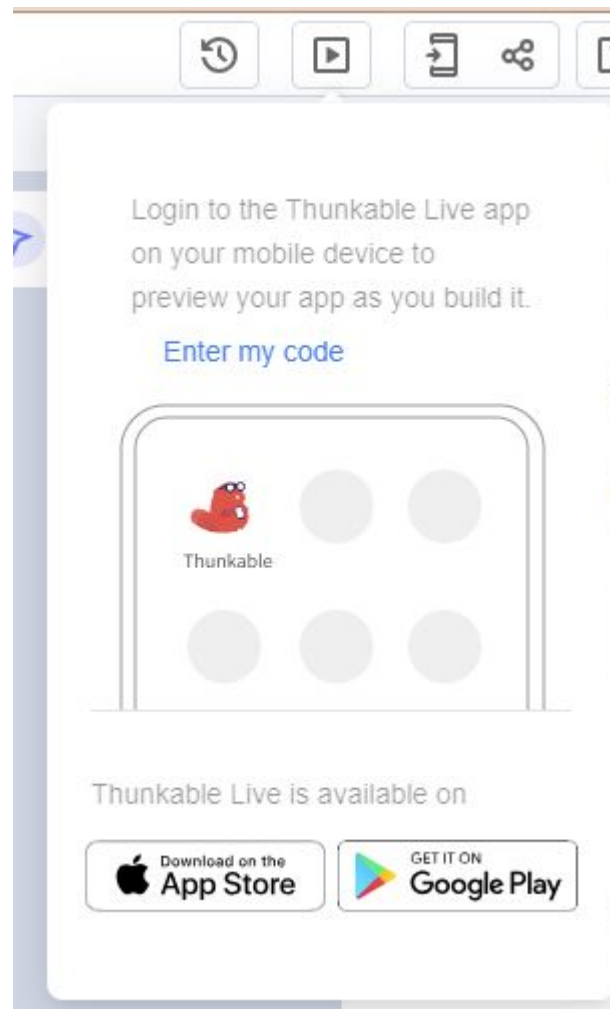 Login to the Thunkable Live app
on your mobile device to
preview your app as you build it.
Enter my code
Thunkable
Thunkable Live is available on
Download on the
App Store
GET IT ON
Google Play